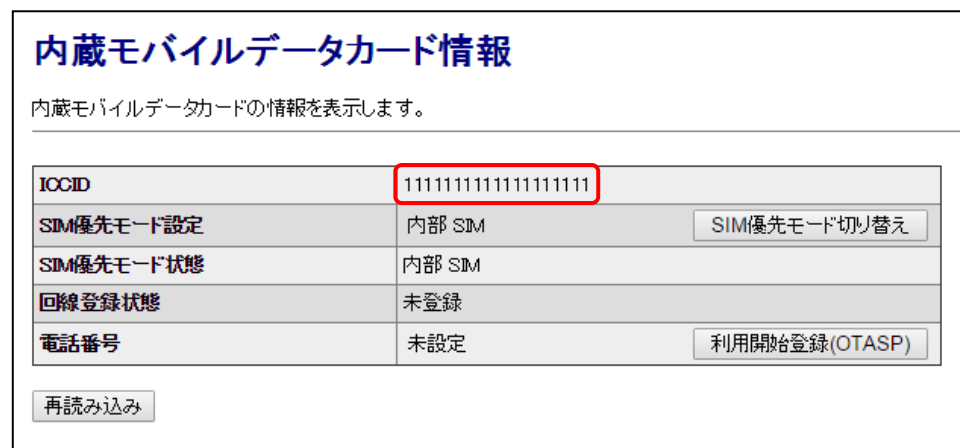 内蔵モバイルデータカード情報
内蔵モバイルデータカードの情報を表示します。
ICCID 1111111111111111111
SIM優先モード設定 内部 SIM SIM優先モード切り替え
SIM優先モード状態 内部 SIM
回線登録状態 未登録
電話番号 未設定 利用開始登録(OTASP)
再読み込み